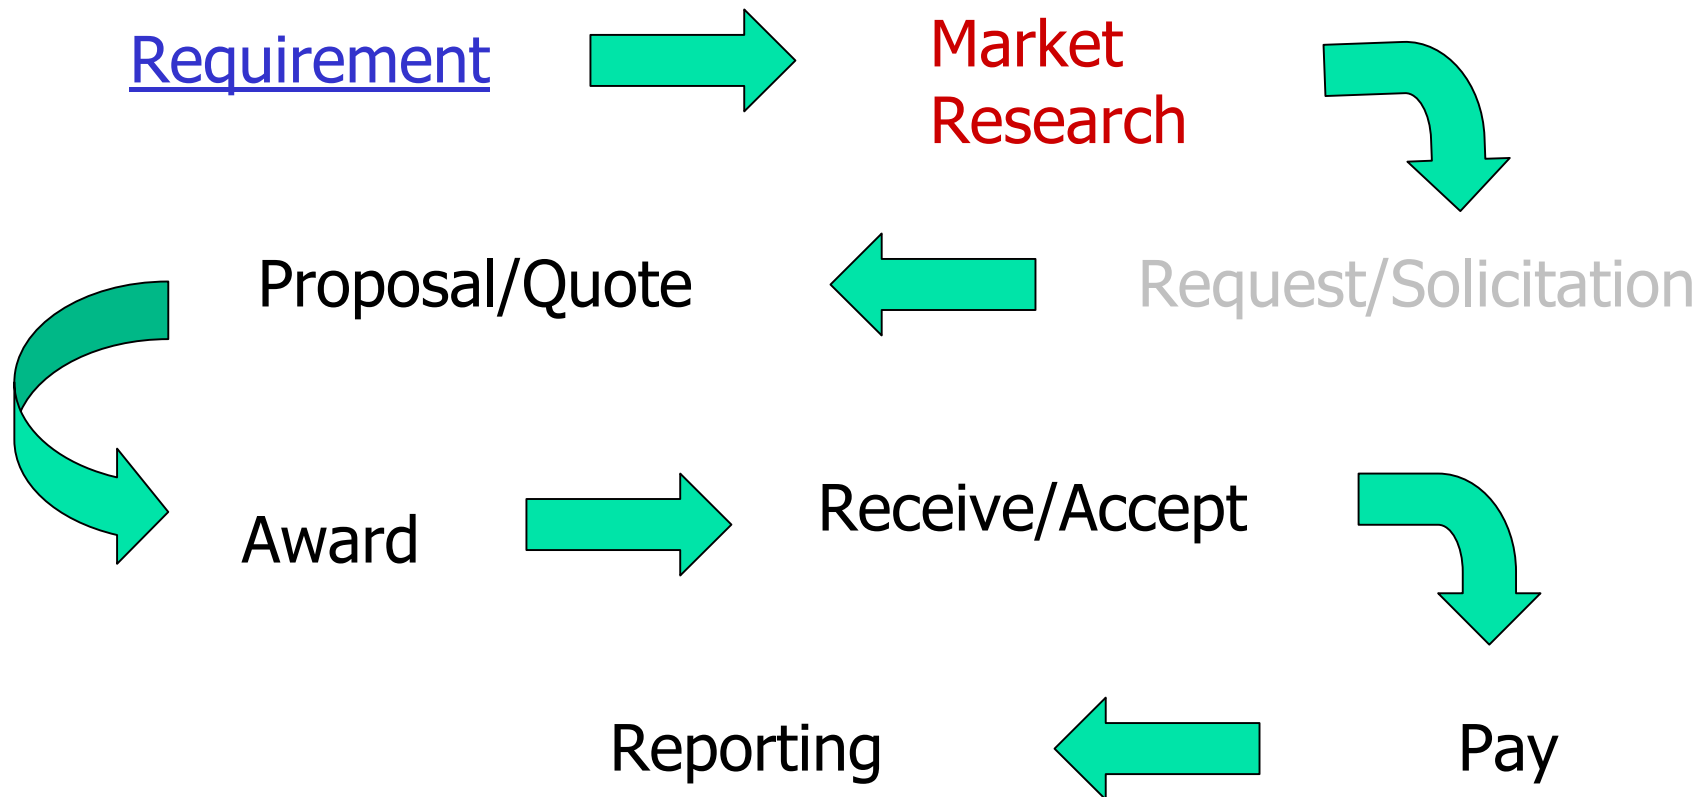 Requirement
Market
Research
Request/Solicitation
Proposal/Quote
Award
Receive/Accept
Pay
Reporting